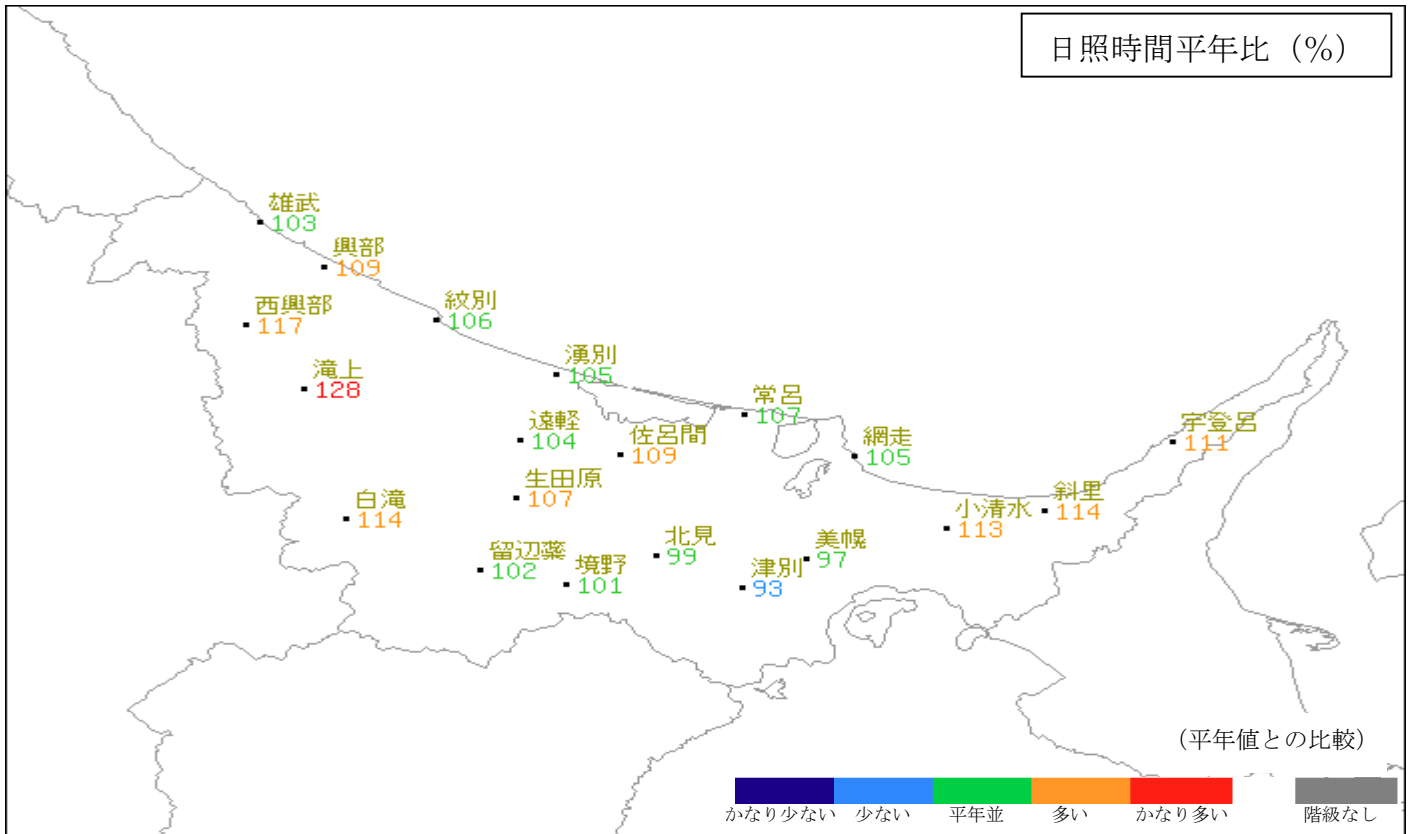 日照時間平年比（%）
雄武
103
興部
109
西興部
117
紋別
106
滝上
128
湧別
105
常呂
107
遠軽
104
佐呂間
109
網走
105
宇登呂
111
生田原
107
白滝
114
斜里
114
小清水
113
北見
99
美幌
97
留辺蘂
102
境野
101
津別
93
（平年値との比較）
かなり少ない 少ない 平年並 多い かなり多い 階級なし